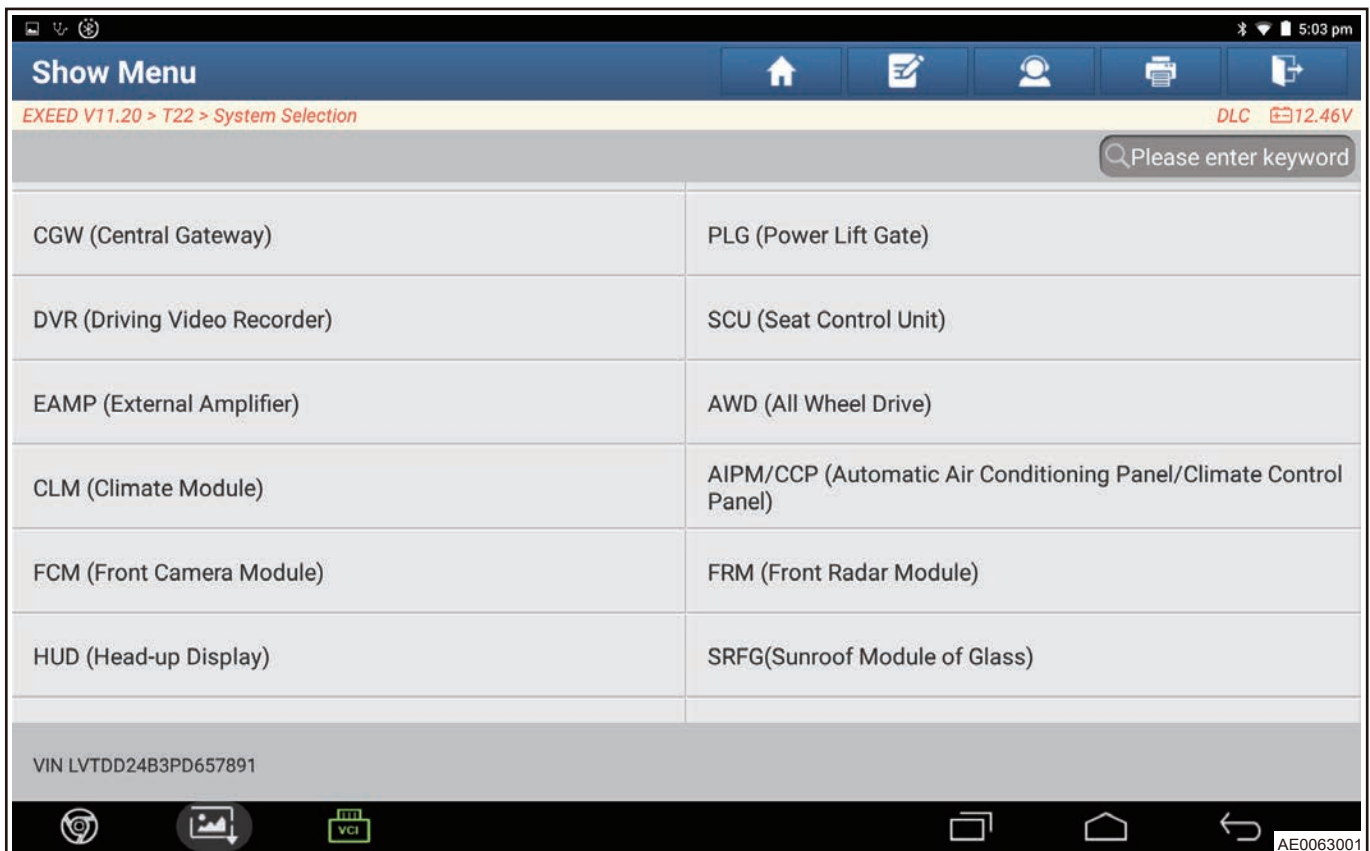 5:03 pm
Show Menu
EXEED V11.20 > T22 > System Selection
DLC 12.46V
Please enter keyword
CGW (Central Gateway)
PLG (Power Lift Gate)
DVR (Driving Video Recorder)
SCU (Seat Control Unit)
EAMP (External Amplifier)
AWD (All Wheel Drive)
CLM (Climate Module)
AIPM/CCP (Automatic Air Conditioning Panel/Climate Control
Panel)
FCM (Front Camera Module)
FRM (Front Radar Module)
HUD (Head-up Display)
SRFG(Sunroof Module of Glass)
VIN LVTDD24B3PD657891
VCI
AE0063001